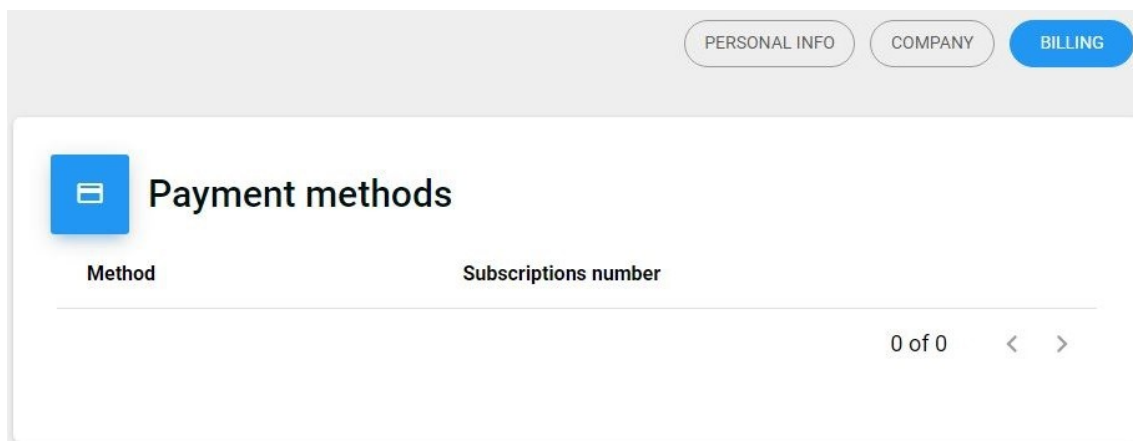 PERSONAL INFO COMPANY BILLING
Payment methods
Method Subscriptions number
0 of 0